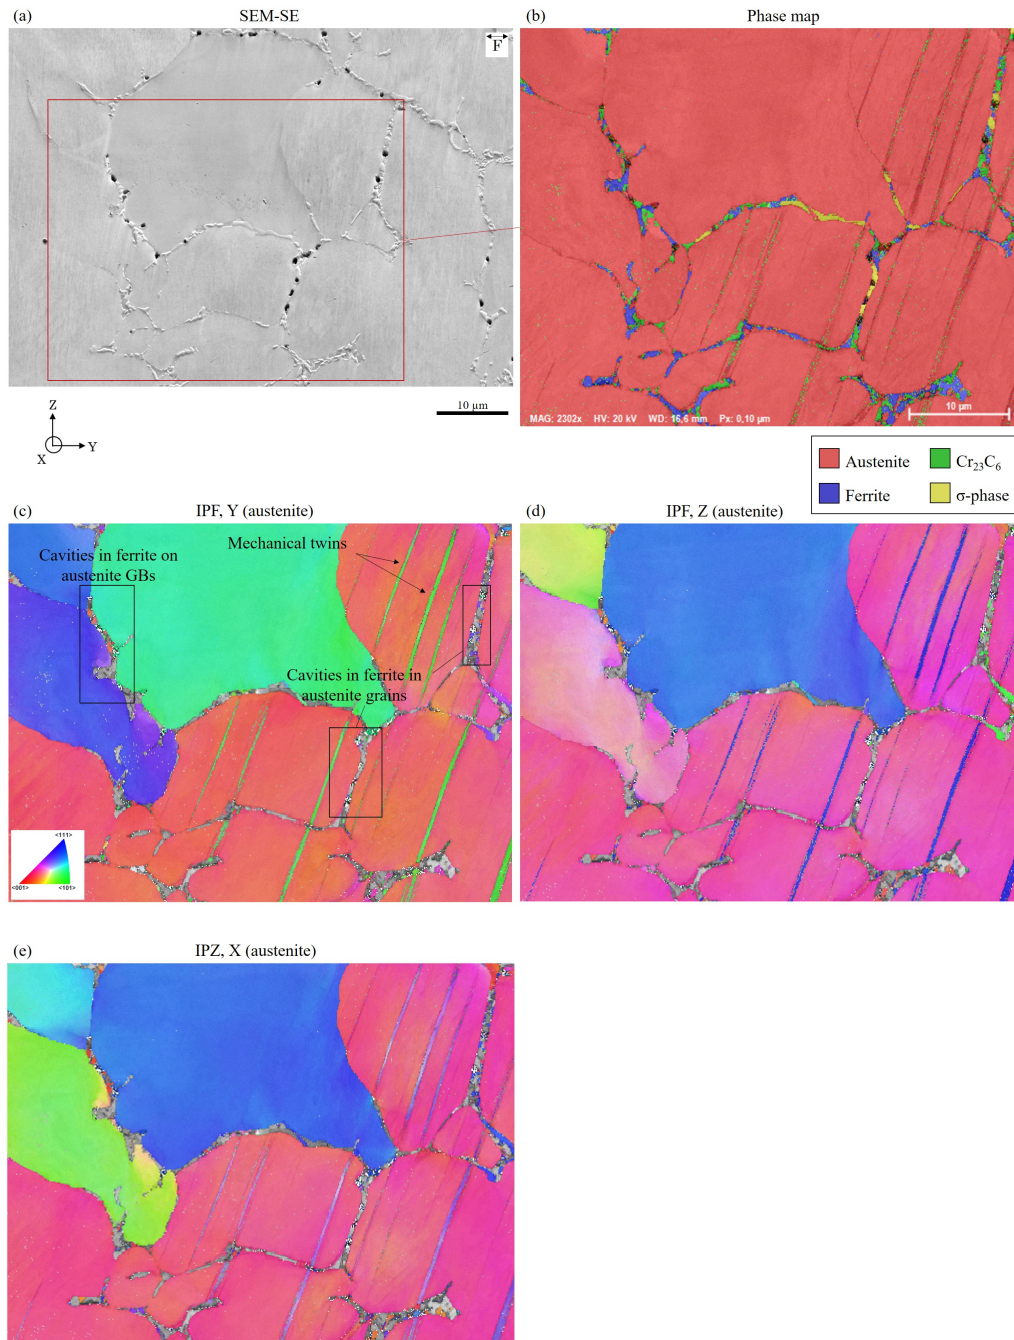 (a) SEM-SE
(b) Phase map
F
10 µm
Z
X
Y
MAG: 2302x HV: 20 kV WD: 16,6 mm Px: 0,10 µm
10 µm
Austenite
Cr23C6
Ferrite
σ-phase
(c) IPF, Y (austenite)
(d) IPF, Z (austenite)
Cavities in ferrite on
austenite GBs
Mechanical twins
Cavities in ferrite in
austenite grains
<111>
<001>
<101>
(e) IPZ, X (austenite)